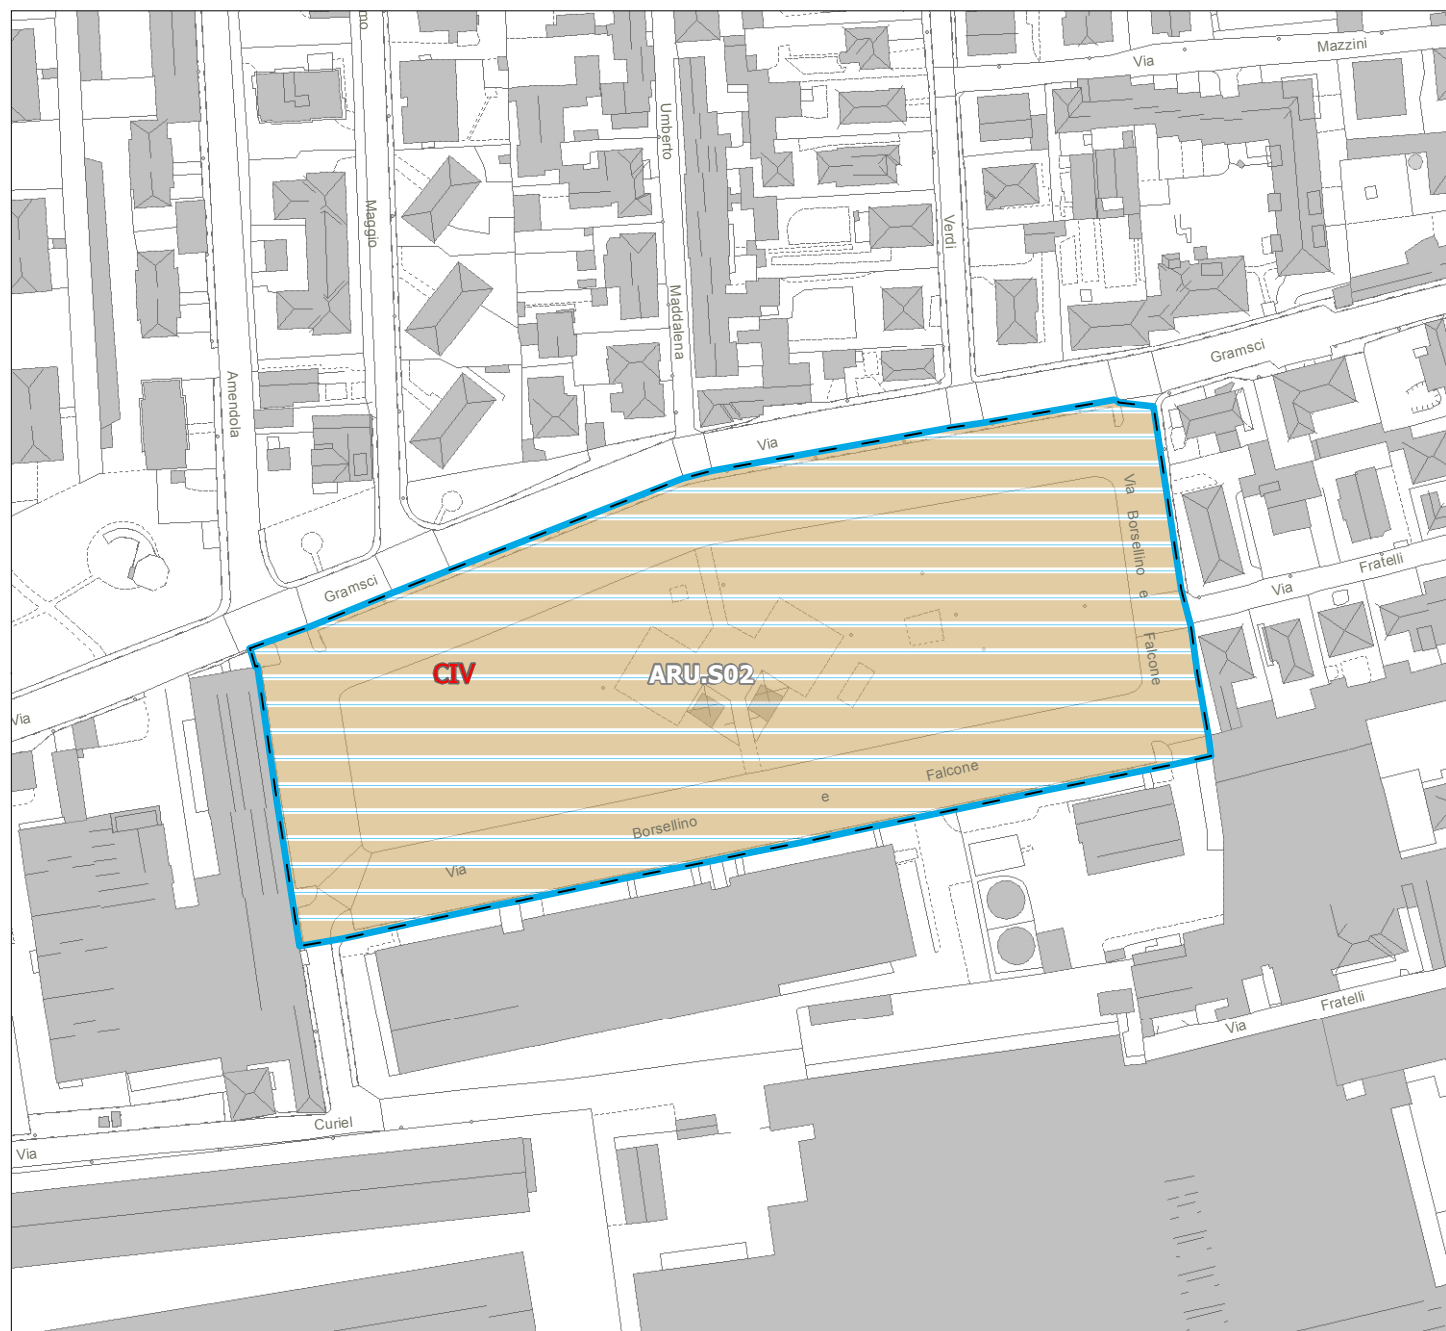 mo
Mazzini
Via
Umberto
Maggio
Verdi
Maddalena
Gramsci
Amendola
Via
Via
Borsellino
e
Falcone
Fratelli
Via
Gramsci
CIV
ARU.S02
Via
Falcone
e
Borsellino
Via
Fratelli
Via
Curiel
Via